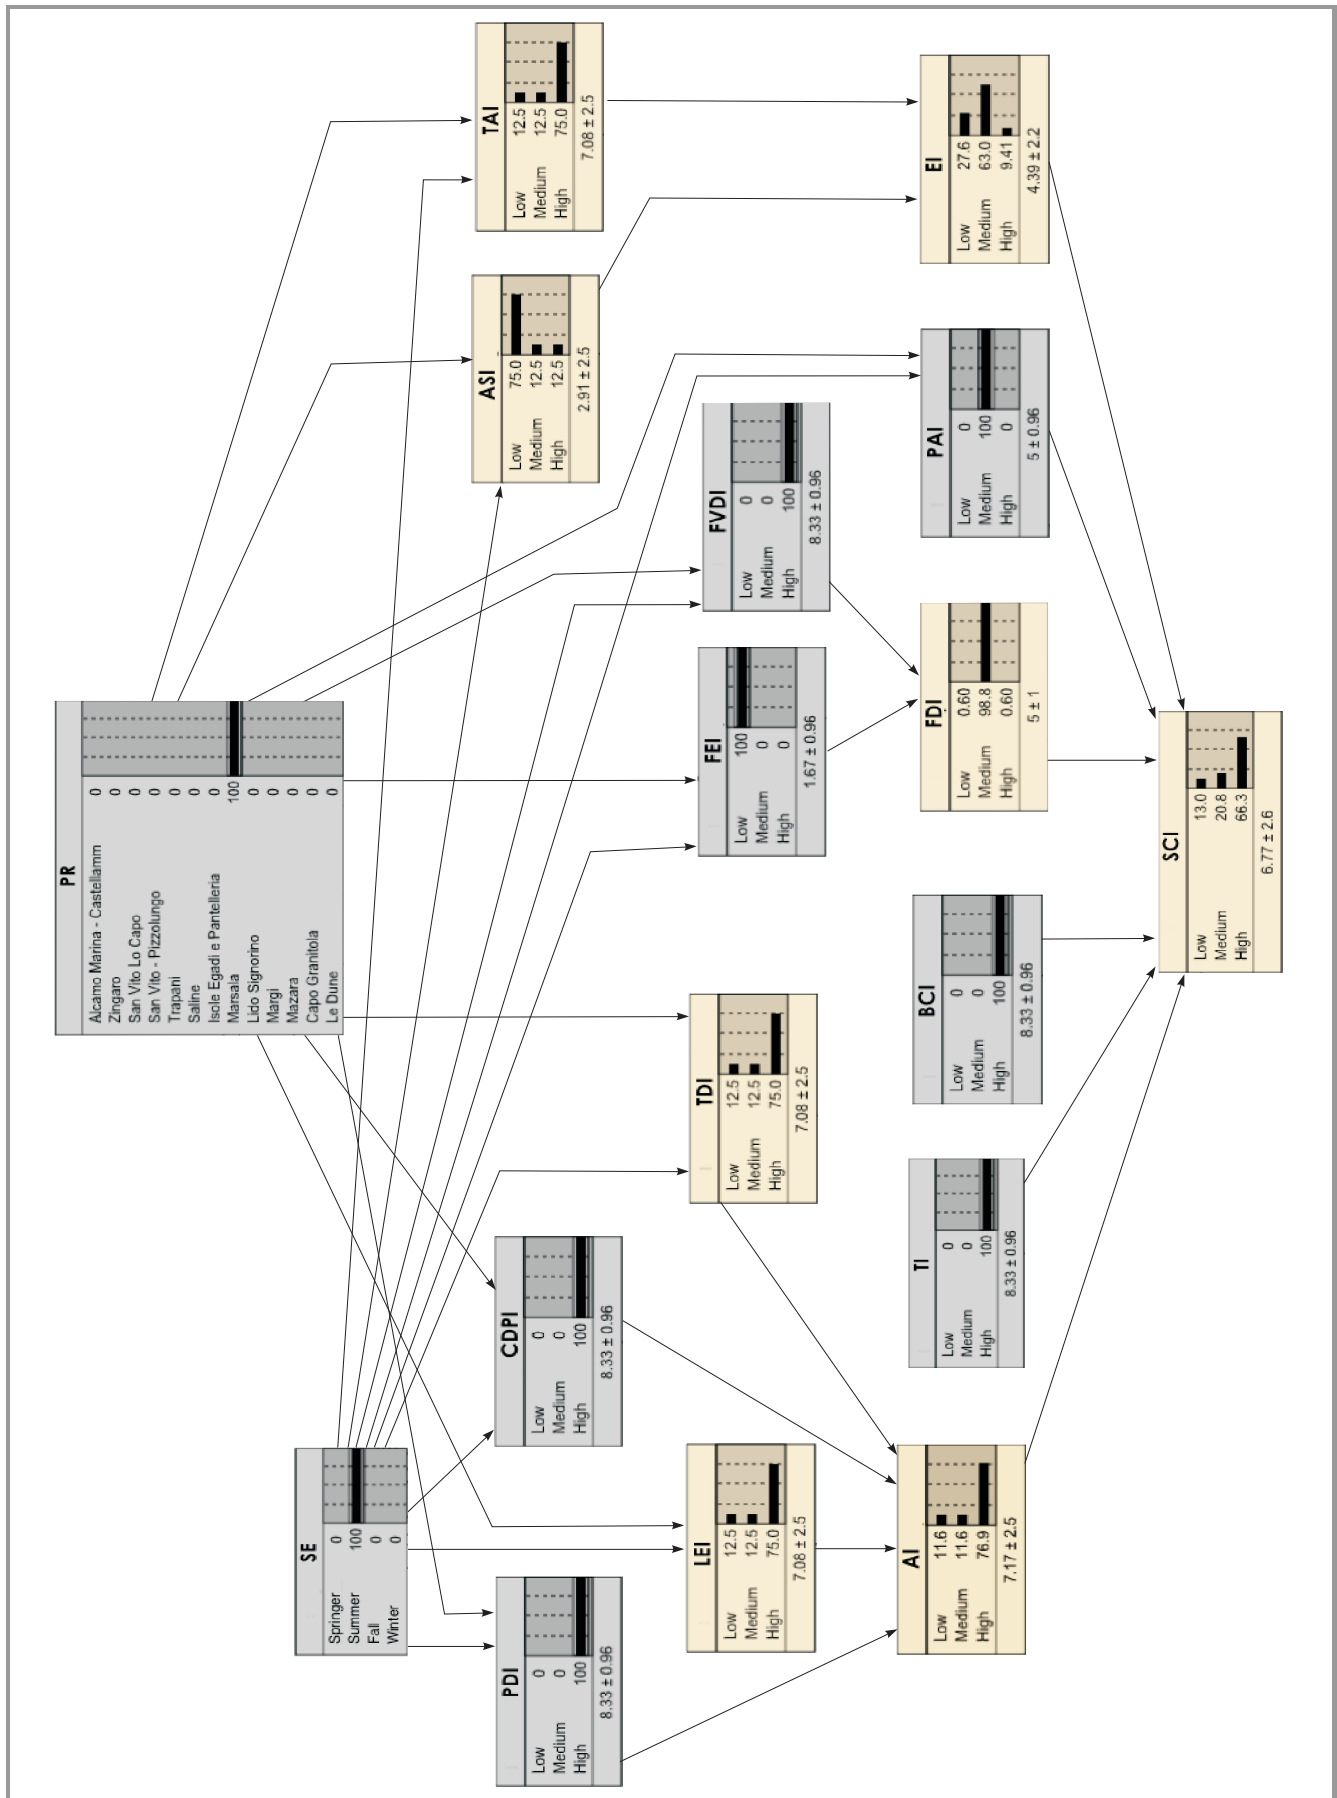 PR
Alcamo Marina - Castellamm 0
Zingaro 0
San Vito Lo Capo 0
San Vito - Pizzolungo 0
Trapani 0
Saline 0
Isole Egadi e Pantelleria 0
Marsala 100
Lido Signorino 0
Margi 0
Mazara 0
Capo Granitola 0
Le Dune 0
SE
Springer 0
Summer 100
Fall 0
Winter 0
PDI
Low 0
Medium 0
High 100
8.33 ± 0.96
CDPI
Low 0
Medium 0
High 100
8.33 ± 0.96
ASI
Low 75.0
Medium 12.5
High 12.5
2.91 ± 2.5
TAI
Low 12.5
Medium 12.5
High 75.0
7.08 ± 2.5
LEI
Low 12.5
Medium 12.5
High 75.0
7.08 ± 2.5
TDI
Low 12.5
Medium 12.5
High 75.0
7.08 ± 2.5
FEI
Low 100
Medium 0
High 0
1.67 ± 0.96
FVDI
Low 0
Medium 0
High 100
8.33 ± 0.96
AI
Low 11.6
Medium 11.6
High 76.9
7.17 ± 2.5
TI
Low 0
Medium 0
High 100
8.33 ± 0.96
BCI
Low 0
Medium 0
High 100
8.33 ± 0.96
FDI
Low 0.60
Medium 98.8
High 0.60
5 ± 1
PAI
Low 0
Medium 100
High 0
5 ± 0.96
EI
Low 27.6
Medium 63.0
High 9.41
4.39 ± 2.2
SCI
Low 13.0
Medium 20.8
High 66.3
6.77 ± 2.6